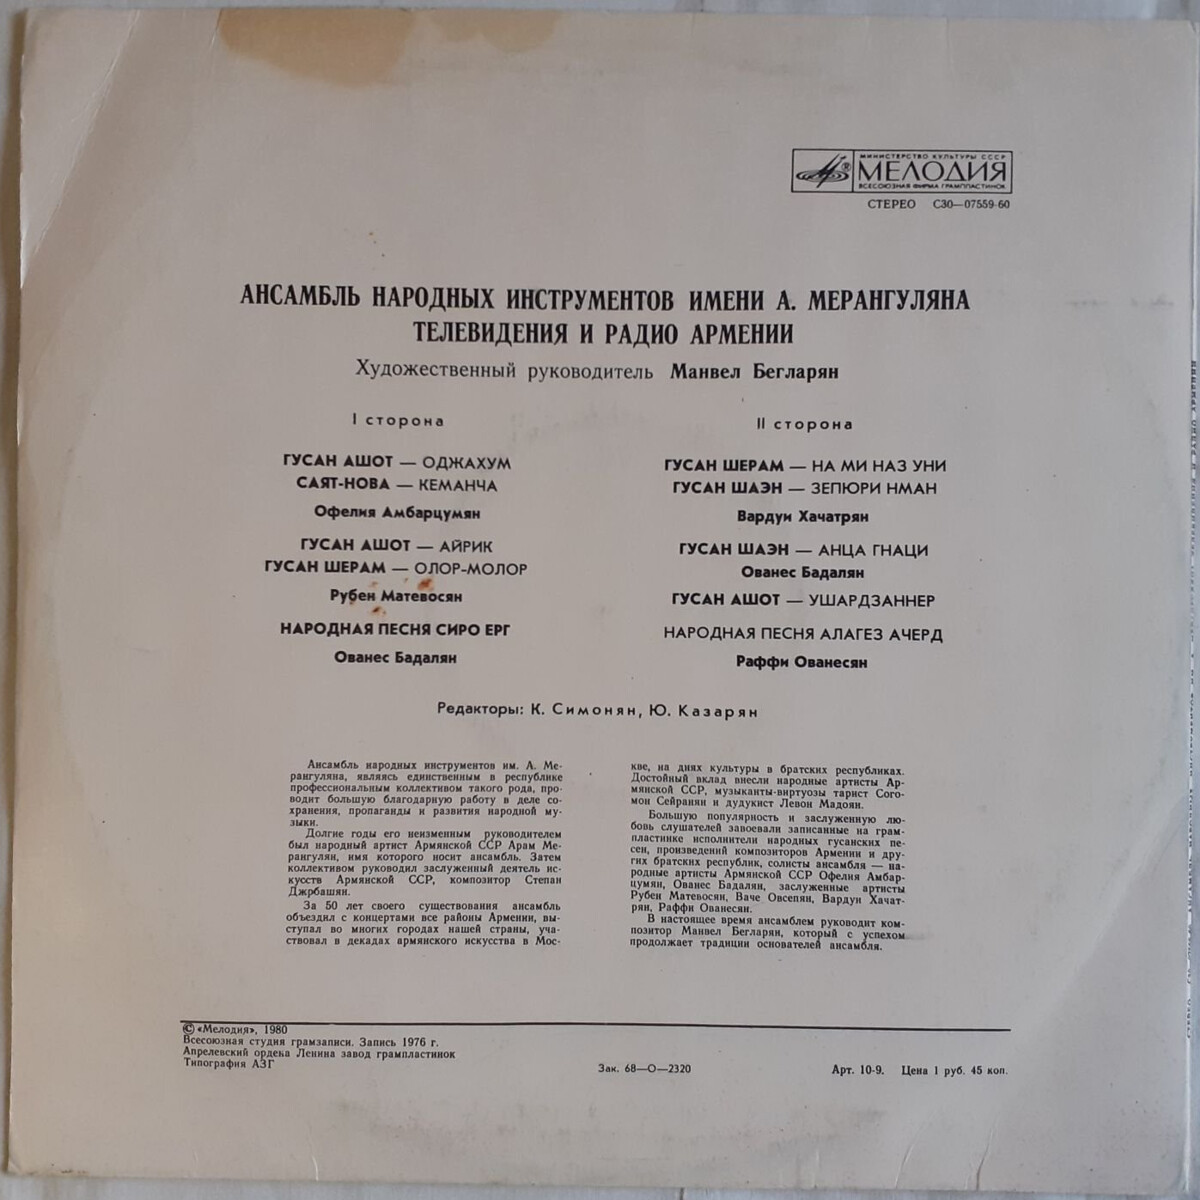 МИНИСТЕРСТВО КУЛЬТУРЫ СССР
МЕЛОДИЯ
ВСЕСОЮЗНАЯ ФИРМА ГРАМПЛАСТИНОК
СТЕРЕО С30—07559-60
АНСАМБЛЬ НАРОДНЫХ ИНСТРУМЕНТОВ ИМЕНИ А. МЕРАНГУЛЯНА
ТЕЛЕВИДЕНИЯ И РАДИО АРМЕНИИ
Художественный руководитель Манвел Бегларян
I сторона
ГУСАН АШОТ — ОДЖАХУМ
САЯТ-НОВА — КЕМАНЧА
Офелия Амбарцумян
ГУСАН АШОТ — АЙРИК
ГУСАН ШЕРАМ — ОЛОР-МОЛОР
Рубен Матевосян
НАРОДНАЯ ПЕСНЯ СИРО ЕРГ
Ованес Бадалян
II сторона
ГУСАН ШЕРАМ — НА МИ НАЗ УНИ
ГУСАН ШАЭН — ЗЕПЮРИ НМАН
Вардуи Хачатрян
ГУСАН ШАЭН — АНЦА ГНАЦИ
Ованес Бадалян
ГУСАН АШОТ — УШАРДЗАННЕР
НАРОДНАЯ ПЕСНЯ АЛАГЕЗ АЧЕРД
Раффи Ованесян
Редакторы: К. Симонян, Ю. Казарян
Ансамбль народных инструментов им. А. Ме-
рангуляна, являясь единственным в республике
профессиональным коллективом такого рода, про-
водит большую благодарную работу в деле со-
хранения, пропаганды и развития народной му-
зыки.
Долгие годы его неизменным руководителем
был народный артист Армянской ССР Арам Ме-
рангулян, имя которого носит ансамбль. Затем
коллективом руководил заслуженный деятель ис-
кусств Армянской ССР, композитор Степан
Джрбашян.
За 50 лет своего существования ансамбль
объездил с концертами все районы Армении, вы-
ступал во многих городах нашей страны, уча-
ствовал в декадах армянского искусства в Мос-
кве, на днях культуры в братских республиках.
Достойный вклад внесли народные артисты Ар-
мянской ССР, музыканты-виртуозы тарист Сого-
мон Сейранян и дудукист Левон Мадоян.
Большую популярность и заслуженную лю-
бовь слушателей завоевали записанные на грам-
пластинке исполнители народных гусанских пе-
сен, произведений композиторов Армении и дру-
гих братских республик, солисты ансамбля — на-
родные артисты Армянской ССР Офелия Амбар-
цумян, Ованес Бадалян, заслуженные артисты
Рубен Матевосян, Ваче Овсепян, Вардуи Хачат-
рян, Раффи Ованесян.
В настоящее время ансамблем руководит ком-
позитор Манвел Бегларян, который с успехом
продолжает традиции основателей ансамбля.
© «Мелодия», 1980
Всесоюзная студия грамзаписи. Запись 1976 г.
Апрелевский ордена Ленина завод грампластинок
Типография АЗГ
Зак. 68—О—2320
Арт. 10-9. Цена 1 руб. 45 коп.